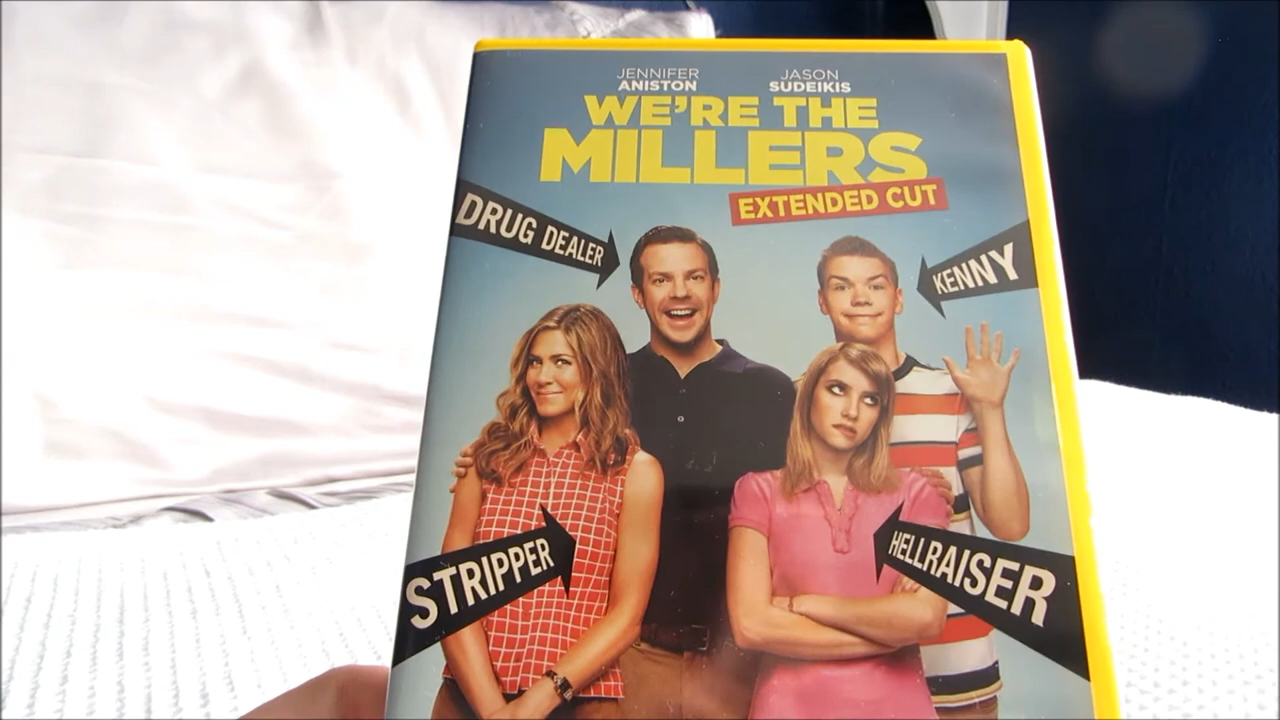 JENNIFER
ANISTON
JASON
SUDEIKIS
WE'RE THE
MILLERS
EXTENDED CUT
DRUG DEALER
KENNY
STRIPPER
HELLRAISER